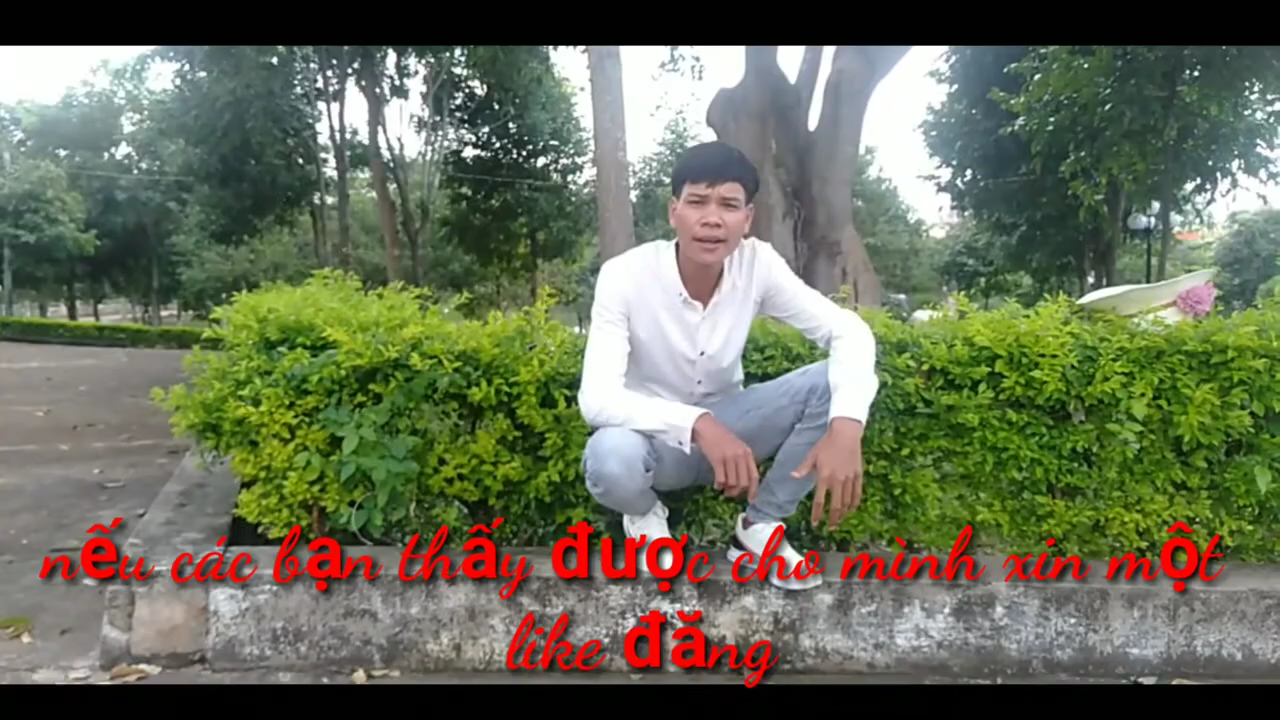 nếu các bạn thấy được cho mình xin một
like đăng